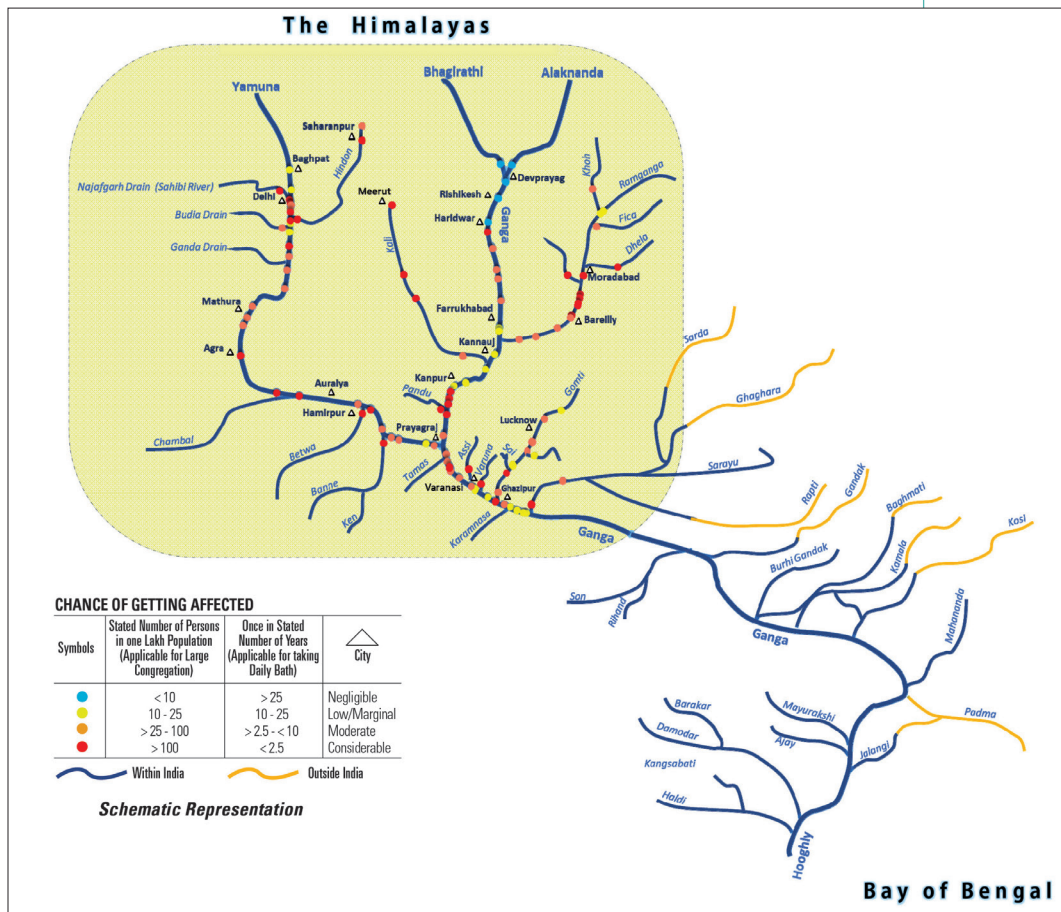 The Himalayas
Bhagirathi
Alaknanda
Yamuna
Saharanpur
Baghpat
Hindon
Khoh
Ramganga
Najafgarh Drain (Sahibi River)
Delhi
Meerut
Rishikesh
Devprayag
Budia Drain
Haridwar
Ganga
Fica
Ganda Drain
Kali
Dhela
Moradabad
Mathura
Farrukhabad
Bareilly
Agra
Kannauj
Sarda
Auraiya
Kanpur
Pandu
Gomti
Ghaghara
Hamirpur
Lucknow
Chambal
Prayagraj
Betwa
Tamas
Assi
Varuna
Sai
Sarayu
Banne
Varanasi
Ghazipur
Rapti
Gandak
Ken
Karamnasa
Ganga
Baghmati
Kosi
Kamala
Burhi Gandak
Son
Rihand
Ganga
Mahananda
CHANCE OF GETTING AFFECTED
Symbols
Stated Number of Persons
in one Lakh Population
(Applicable for Large
Congregation)
Once in Stated
Number of Years
(Applicable for taking
Daily Bath)
City
< 10 > 25 Negligible
10 - 25 10 - 25 Low/Marginal
> 25 - 100 > 2.5 - < 10 Moderate
> 100 < 2.5 Considerable
Within India
Outside India
Schematic Representation
Barakar
Mayurakshi
Padma
Damodar
Ajay
Jalangi
Kangsabati
Haldi
Hooghly
Bay of Bengal